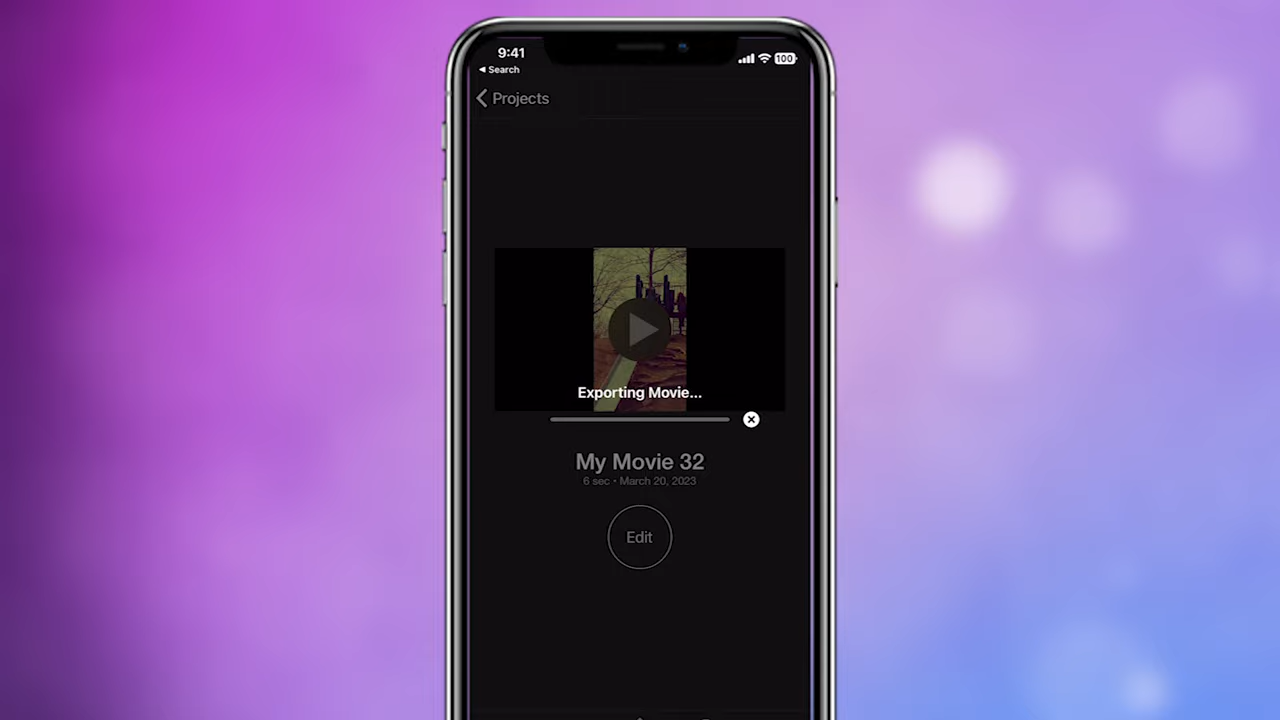 9:41
100
◀ Search
Projects
Exporting Movie...
My Movie 32
6 sec • March 20, 2023
Edit